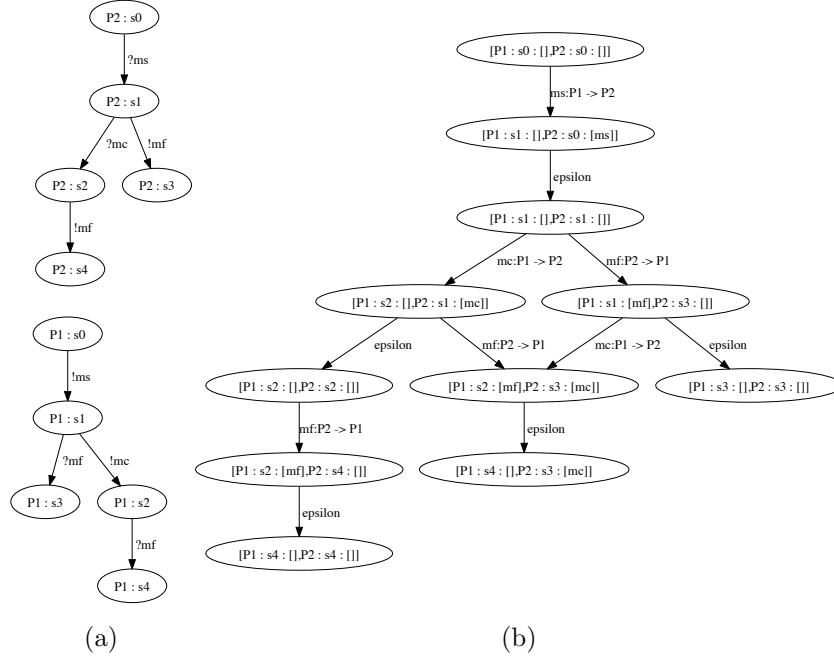 P2 : s0
?ms
P2 : s1
?mc
!mf
P2 : s2
P2 : s3
!mf
P2 : s4
P1 : s0
!ms
P1 : s1
?mf
!mc
P1 : s3
P1 : s2
?mf
P1 : s4
(a)
[P1 : s0 : [],P2 : s0 : []]
ms:P1 -> P2
[P1 : s1 : [],P2 : s0 : [ms]]
epsilon
[P1 : s1 : [],P2 : s1 : []]
mc:P1 -> P2
mf:P2 -> P1
[P1 : s2 : [],P2 : s1 : [mc]]
[P1 : s1 : [mf],P2 : s3 : []]
epsilon
mf:P2 -> P1
mc:P1 -> P2
epsilon
[P1 : s2 : [],P2 : s2 : []]
[P1 : s2 : [mf],P2 : s3 : [mc]]
[P1 : s3 : [],P2 : s3 : []]
mf:P2 -> P1
epsilon
[P1 : s2 : [mf],P2 : s4 : []]
[P1 : s4 : [],P2 : s3 : [mc]]
epsilon
[P1 : s4 : [],P2 : s4 : []]
(b)